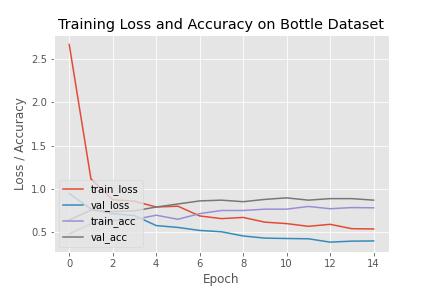 Training Loss and Accuracy on Bottle Dataset
Loss / Accuracy
2.5
2.0
1.5
1.0
0.5
train_loss
val_loss
train_acc
val_acc
0 2 4 6 8 10 12 14
Epoch